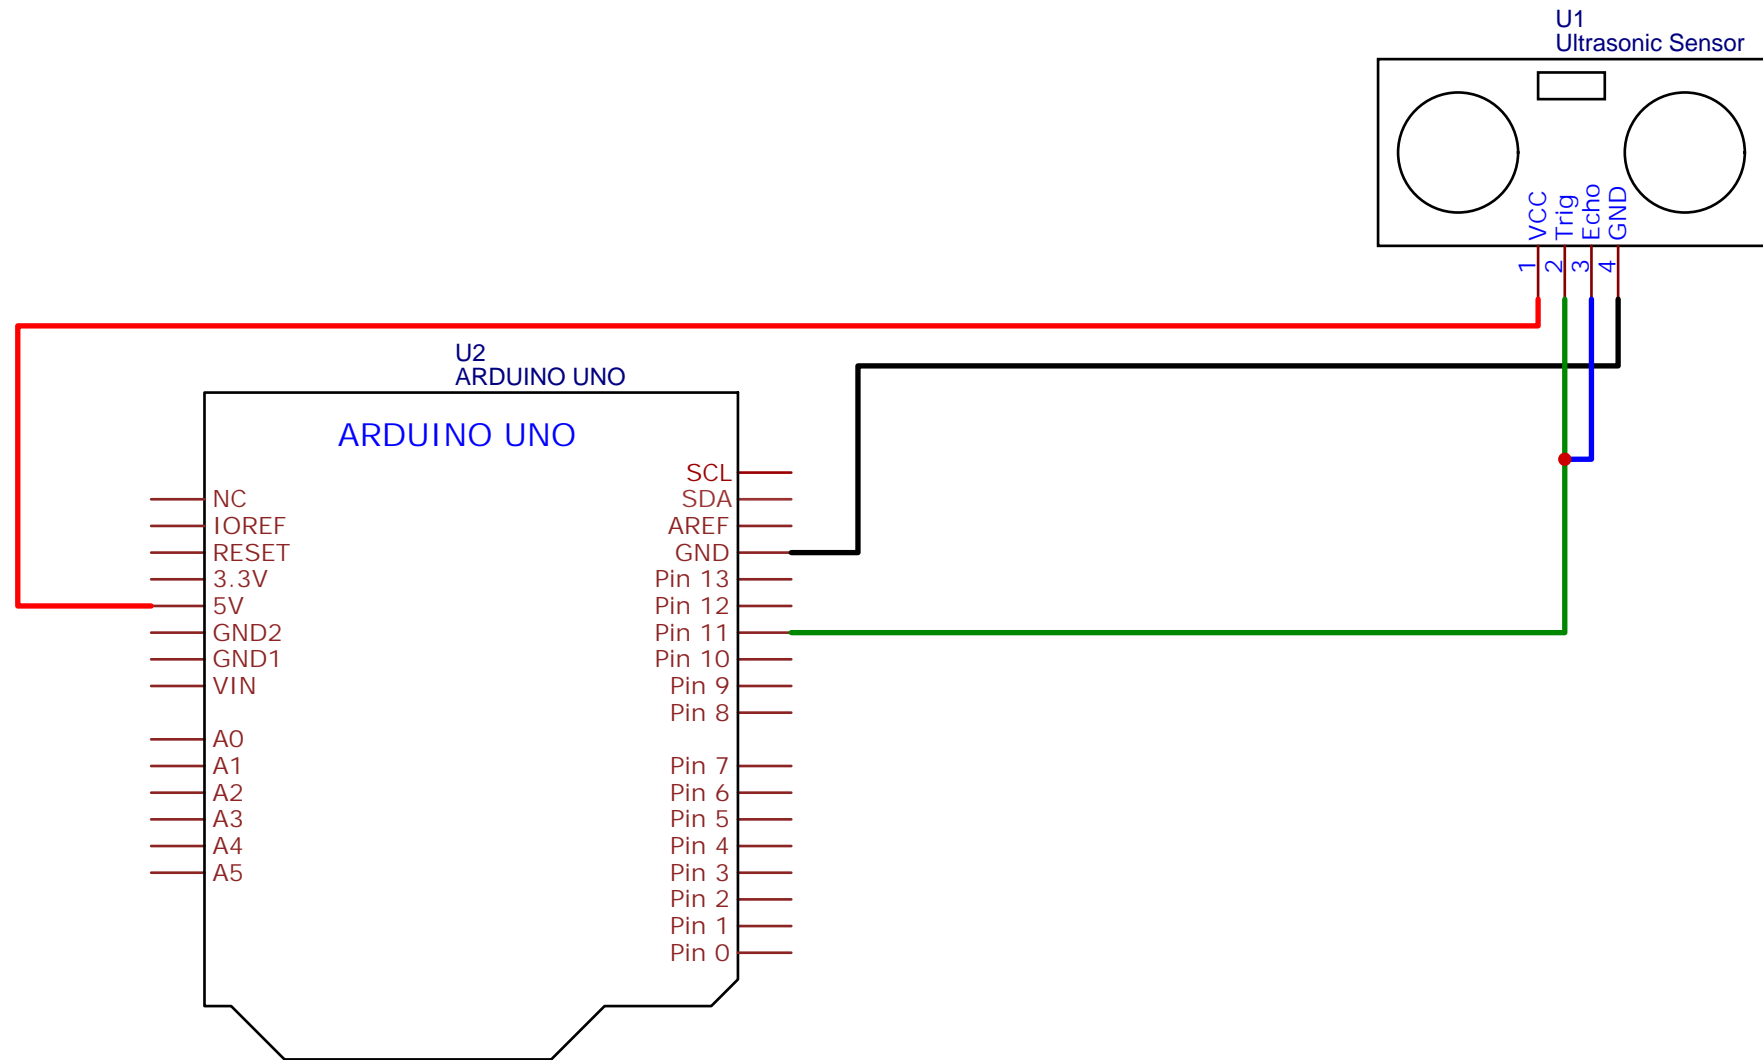 U1
Ultrasonic Sensor
VCC
Trig
Echo
GND
1
2
3
4
U2
ARDUINO UNO
ARDUINO UNO
NC
IOREF
RESET
3.3V
5V
GND2
GND1
VIN
A0
A1
A2
A3
A4
A5
SCL
SDA
AREF
GND
Pin 13
Pin 12
Pin 11
Pin 10
Pin 9
Pin 8
Pin 7
Pin 6
Pin 5
Pin 4
Pin 3
Pin 2
Pin 1
Pin 0